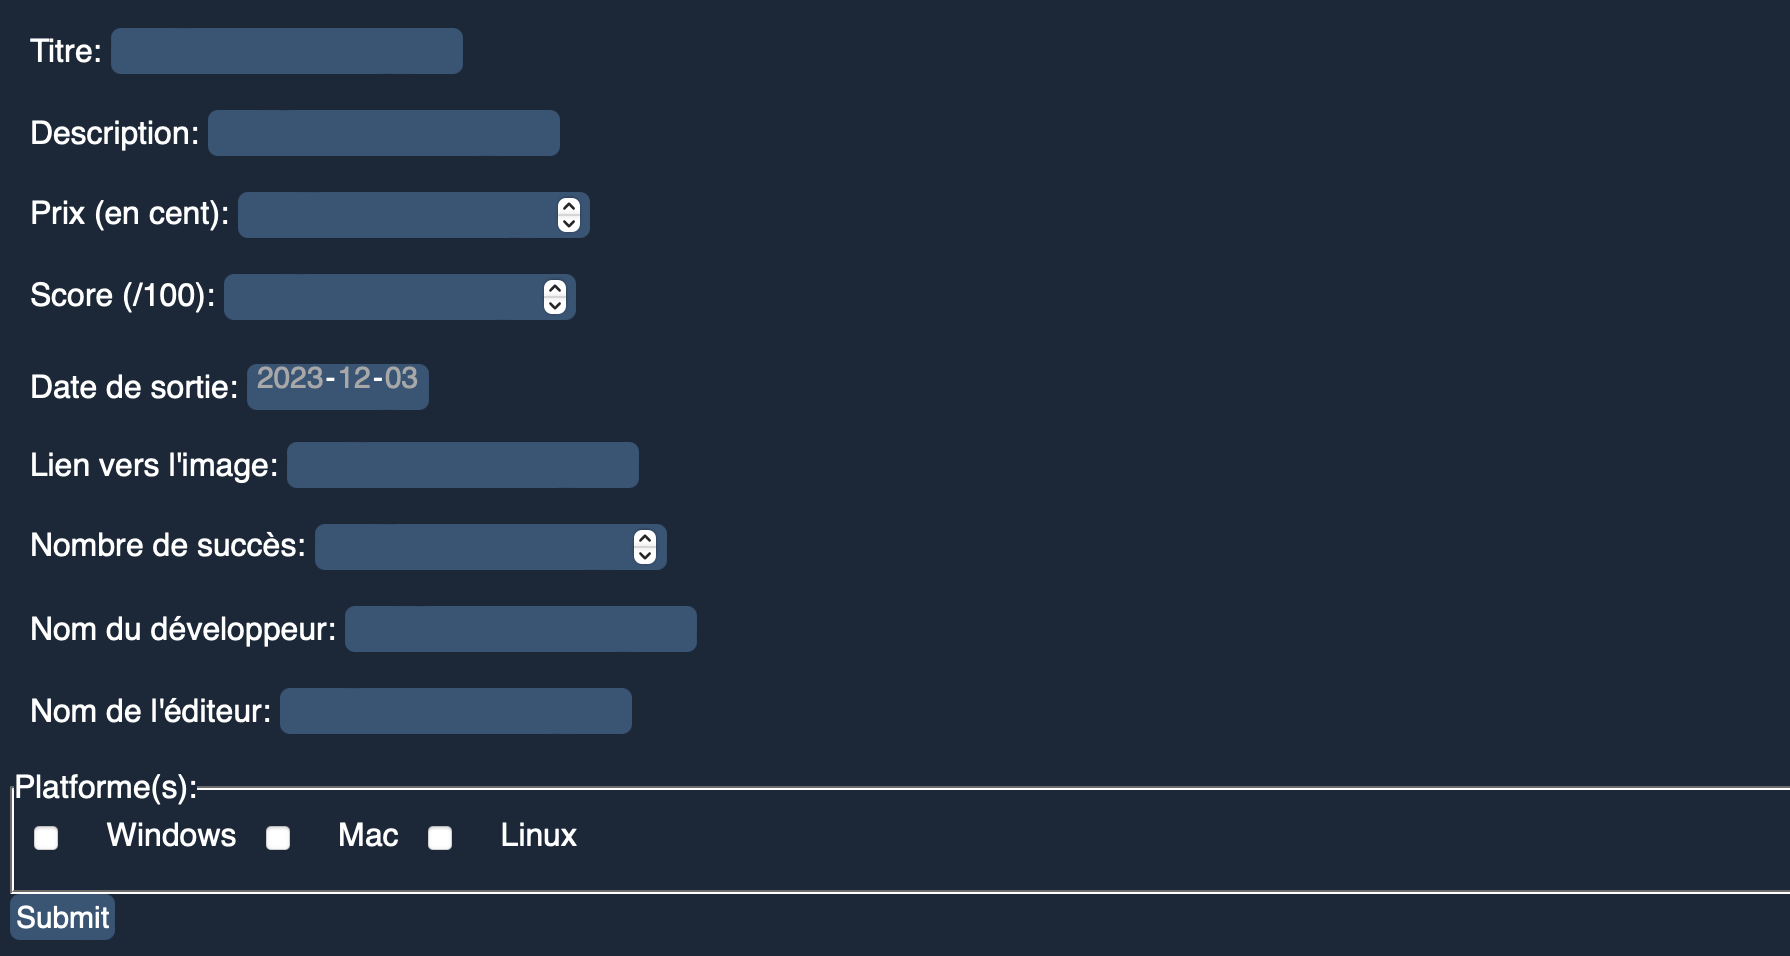 Titre:
Description:
Prix (en cent):
Score (/100):
Date de sortie: 2023-12-03
Lien vers l'image:
Nombre de succès:
Nom du développeur:
Nom de l'éditeur:
Platforme(s):
Windows Mac Linux
Submit